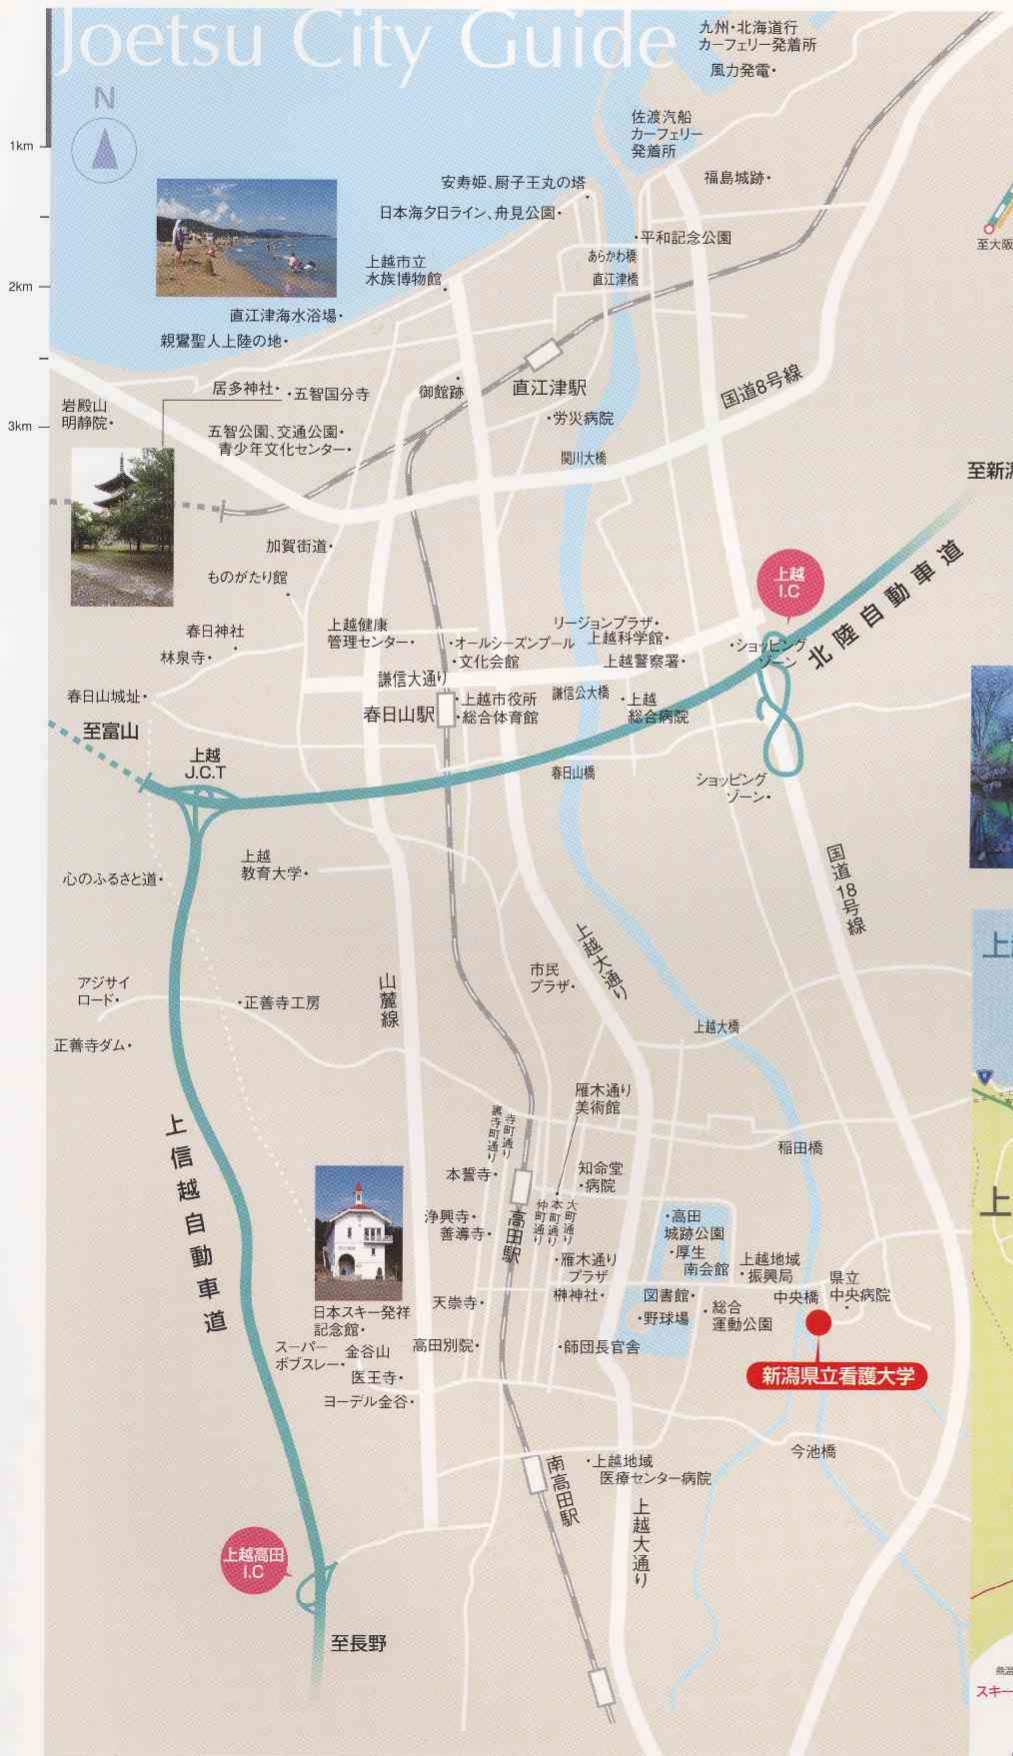 Joetsu City Guide
九州・北海道行
カーフェリー発着所
風力発電・
N
佐渡汽船
カーフェリー
発着所
1km
安寿姫、厨子王丸の塔
福島城跡・
日本海夕日ライン、舟見公園・
・平和記念公園
至大阪
上越市立
水族博物館
あらかわ橋
直江津橋
2km
直江津海水浴場・
親鸞聖人上陸の地・
居多神社・
・五智国分寺
御館跡
直江津駅
国道8号線
岩殿山
明静院・
3km
・労災病院
五智公園、交通公園・
青少年文化センター・
関川大橋
至新潟
加賀街道・
上越
I.C
北陸自動車道
ものがたり館
上越健康
管理センター・
リージョンプラザ・
上越科学館・
春日神社
林泉寺・
・オールシーズンプール
・文化会館
上越警察署・
・ショッピング
ゾーン
謙信大通り
春日山城址・
春日山駅
・上越市役所
・総合体育館
謙信公大橋
・上越
総合病院
至富山
上越
J.C.T
春日山橋
ショッピング
ゾーン・
上越
教育大学・
心のふるさと道・
国道18号線
上越大通り
市民
プラザ・
アジサイ
ロード・
・正善寺工房
山麓線
正善寺ダム・
上越大橋
雁木通り
美術館
上信越自動車道
寺町通り
裏寺町通り
稲田橋
本誓寺・
知命堂
・病院
大町通り
本町通り
仲町通り
浄興寺・
善導寺・
高田駅
・高田
城跡公園
・厚生
南会館
・雁木通り
プラザ
上越地域
・振興局
県立
中央病院
榊神社・
図書館・
中央橋
天崇寺・
・野球場
・総合
運動公園
日本スキー発祥
記念館・
スーパー
ボブスレー・
金谷山
高田別院・
・師団長官舎
新潟県立看護大学
医王寺・
ヨーデル金谷・
今池橋
・上越地域
医療センター病院
南高田駅
上越大通り
上越高田
I.C
至長野
上
スキー